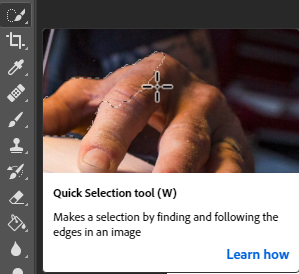 Quick Selection tool (W)
Makes a selection by finding and following the
edges in an image
Learn how